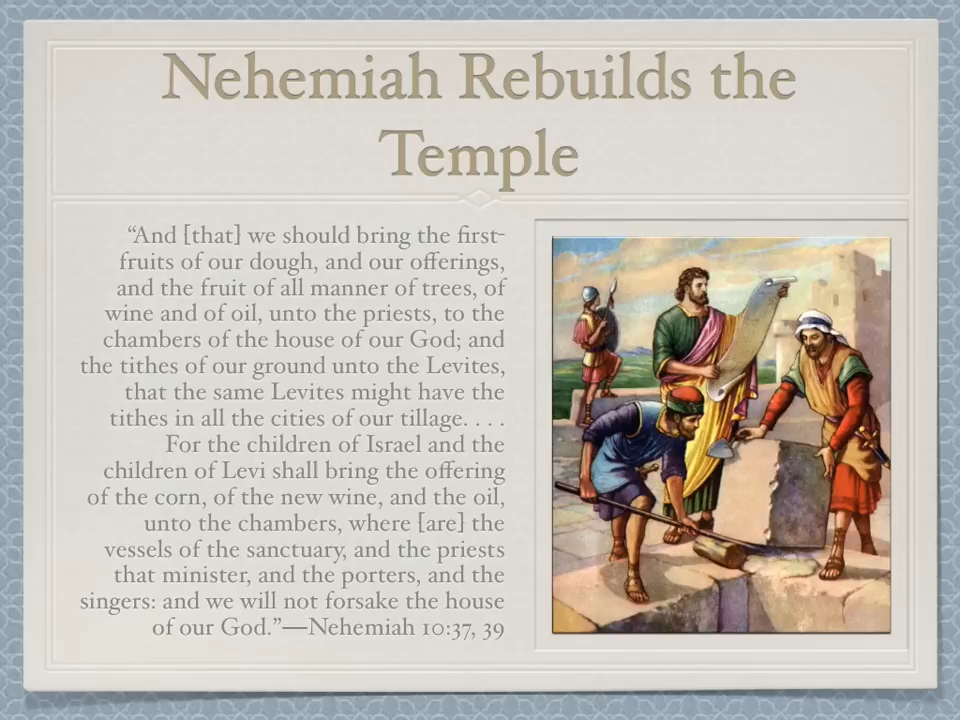 Nehemiah Rebuilds the
Temple
“And [that] we should bring the first-
fruits of our dough, and our offerings,
and the fruit of all manner of trees, of
wine and of oil, unto the priests, to the
chambers of the house of our God; and
the tithes of our ground unto the Levites,
that the same Levites might have the
tithes in all the cities of our tillage. . . .
For the children of Israel and the
children of Levi shall bring the offering
of the corn, of the new wine, and the oil,
unto the chambers, where [are] the
vessels of the sanctuary, and the priests
that minister, and the porters, and the
singers: and we will not forsake the house
of our God.”—Nehemiah 10:37, 39